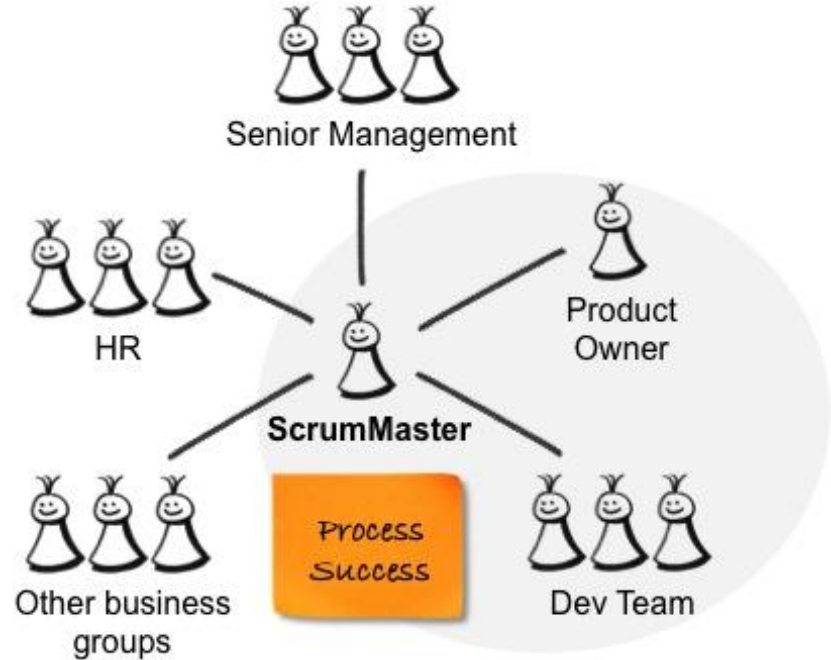 Senior Management
HR
Product
Owner
ScrumMaster
Process
Success
Other business
groups
Dev Team